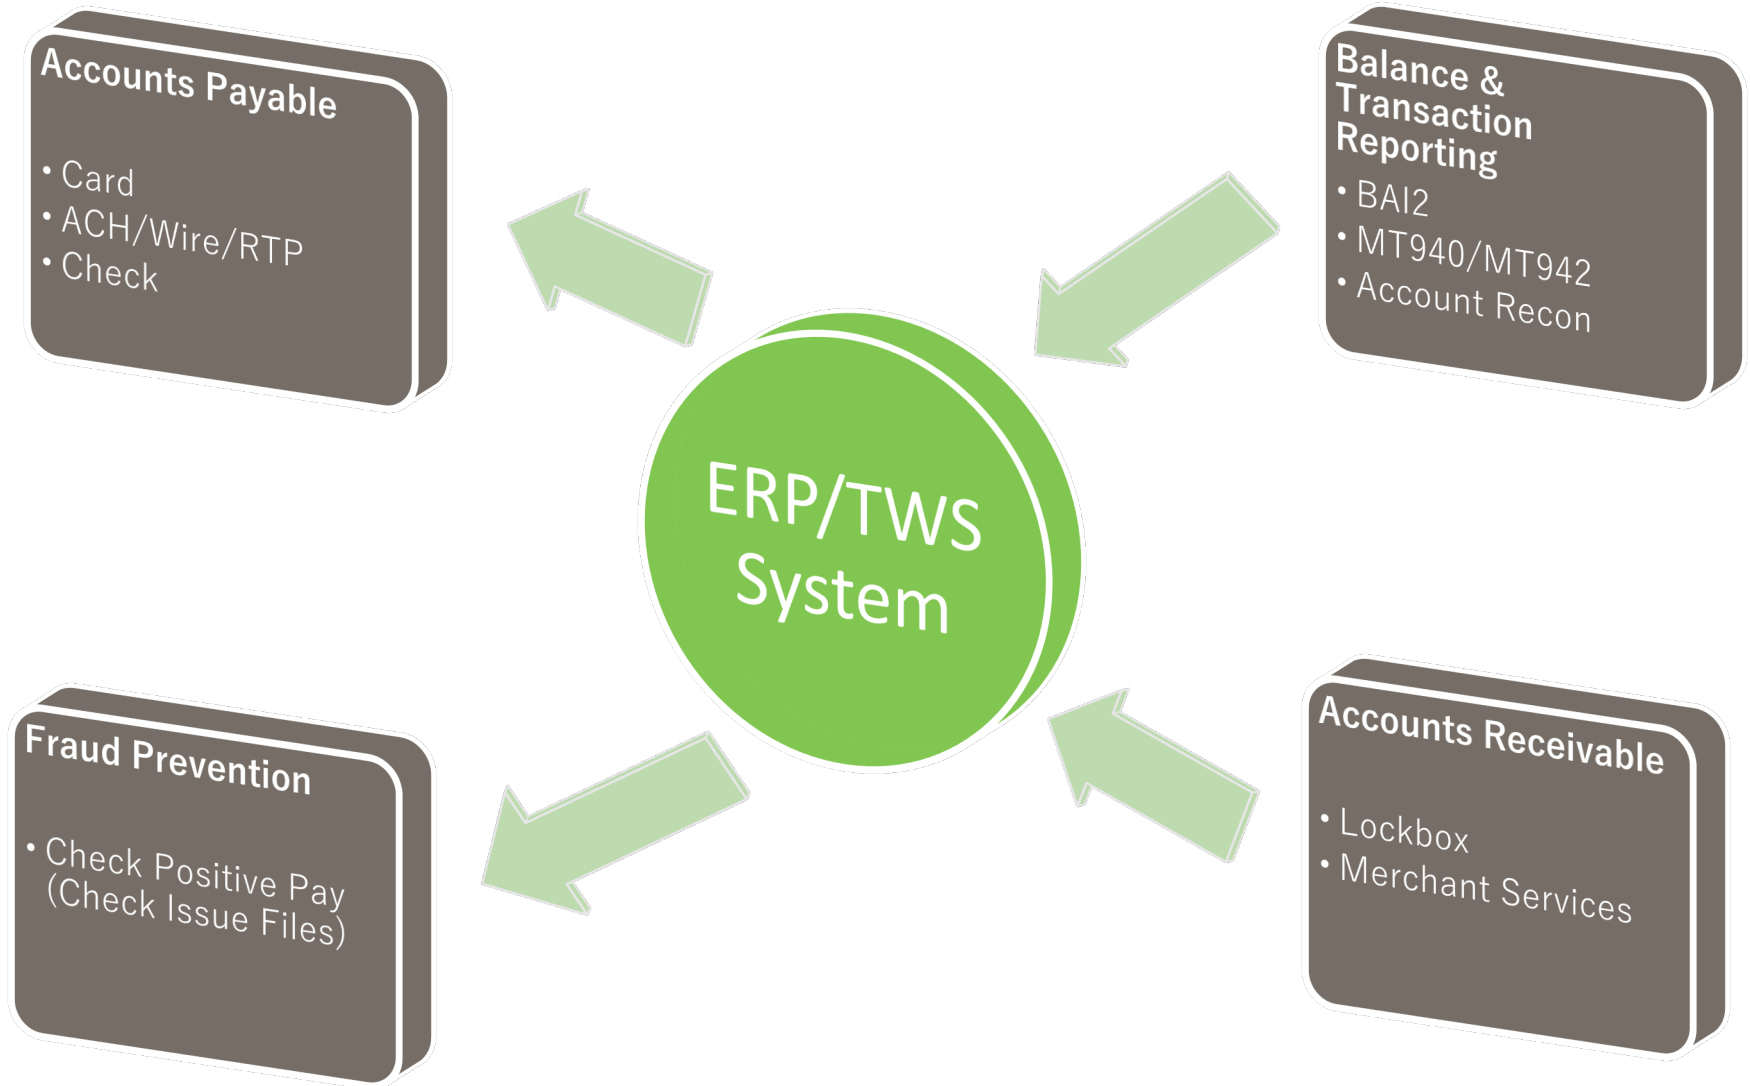 Accounts Payable
• Card
• ACH/Wire/RTP
• Check
Balance &
Transaction
Reporting
• BAI2
• MT940/MT942
• Account Recon
ERP/TWS
System
Fraud Prevention
• Check Positive Pay
(Check Issue Files)
Accounts Receivable
• Lockbox
• Merchant Services